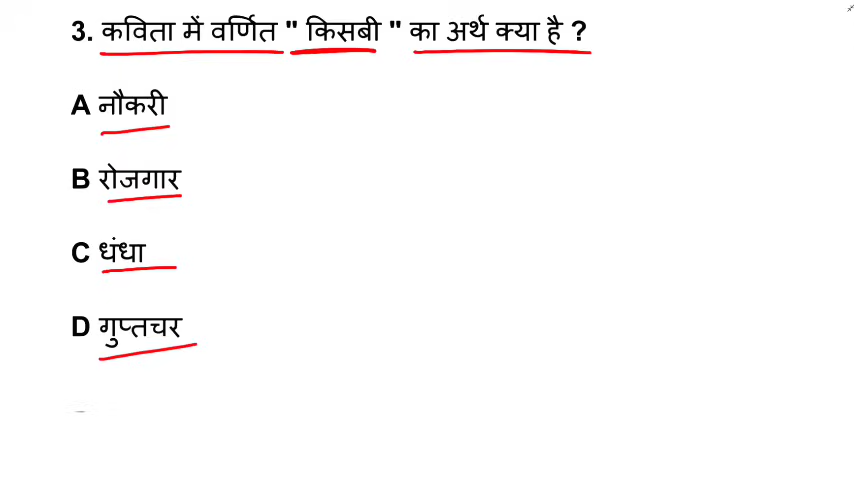 3. कविता में वर्णित " किसबी " का अर्थ क्या है ?
A नौकरी
B रोजगार
C धंधा
D गुप्तचर